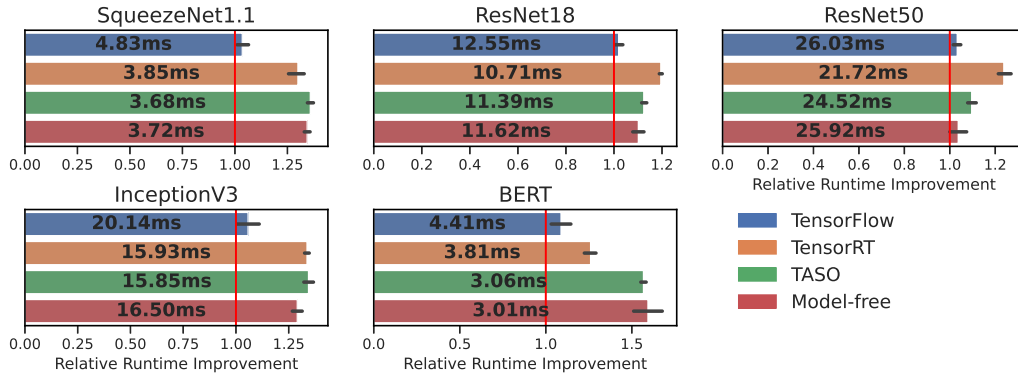 SqueezeNet1.1
4.83ms
3.85ms
3.68ms
3.72ms
0.00 0.25 0.50 0.75 1.00 1.25
ResNet18
12.55ms
10.71ms
11.39ms
11.62ms
0.0 0.2 0.4 0.6 0.8 1.0 1.2
ResNet50
26.03ms
21.72ms
24.52ms
25.92ms
0.0 0.2 0.4 0.6 0.8 1.0 1.2
Relative Runtime Improvement
InceptionV3
20.14ms
15.93ms
15.85ms
16.50ms
0.00 0.25 0.50 0.75 1.00 1.25
Relative Runtime Improvement
BERT
4.41ms
3.81ms
3.06ms
3.01ms
0.0 0.5 1.0 1.5
Relative Runtime Improvement
TensorFlow
TensorRT
TASO
Model-free